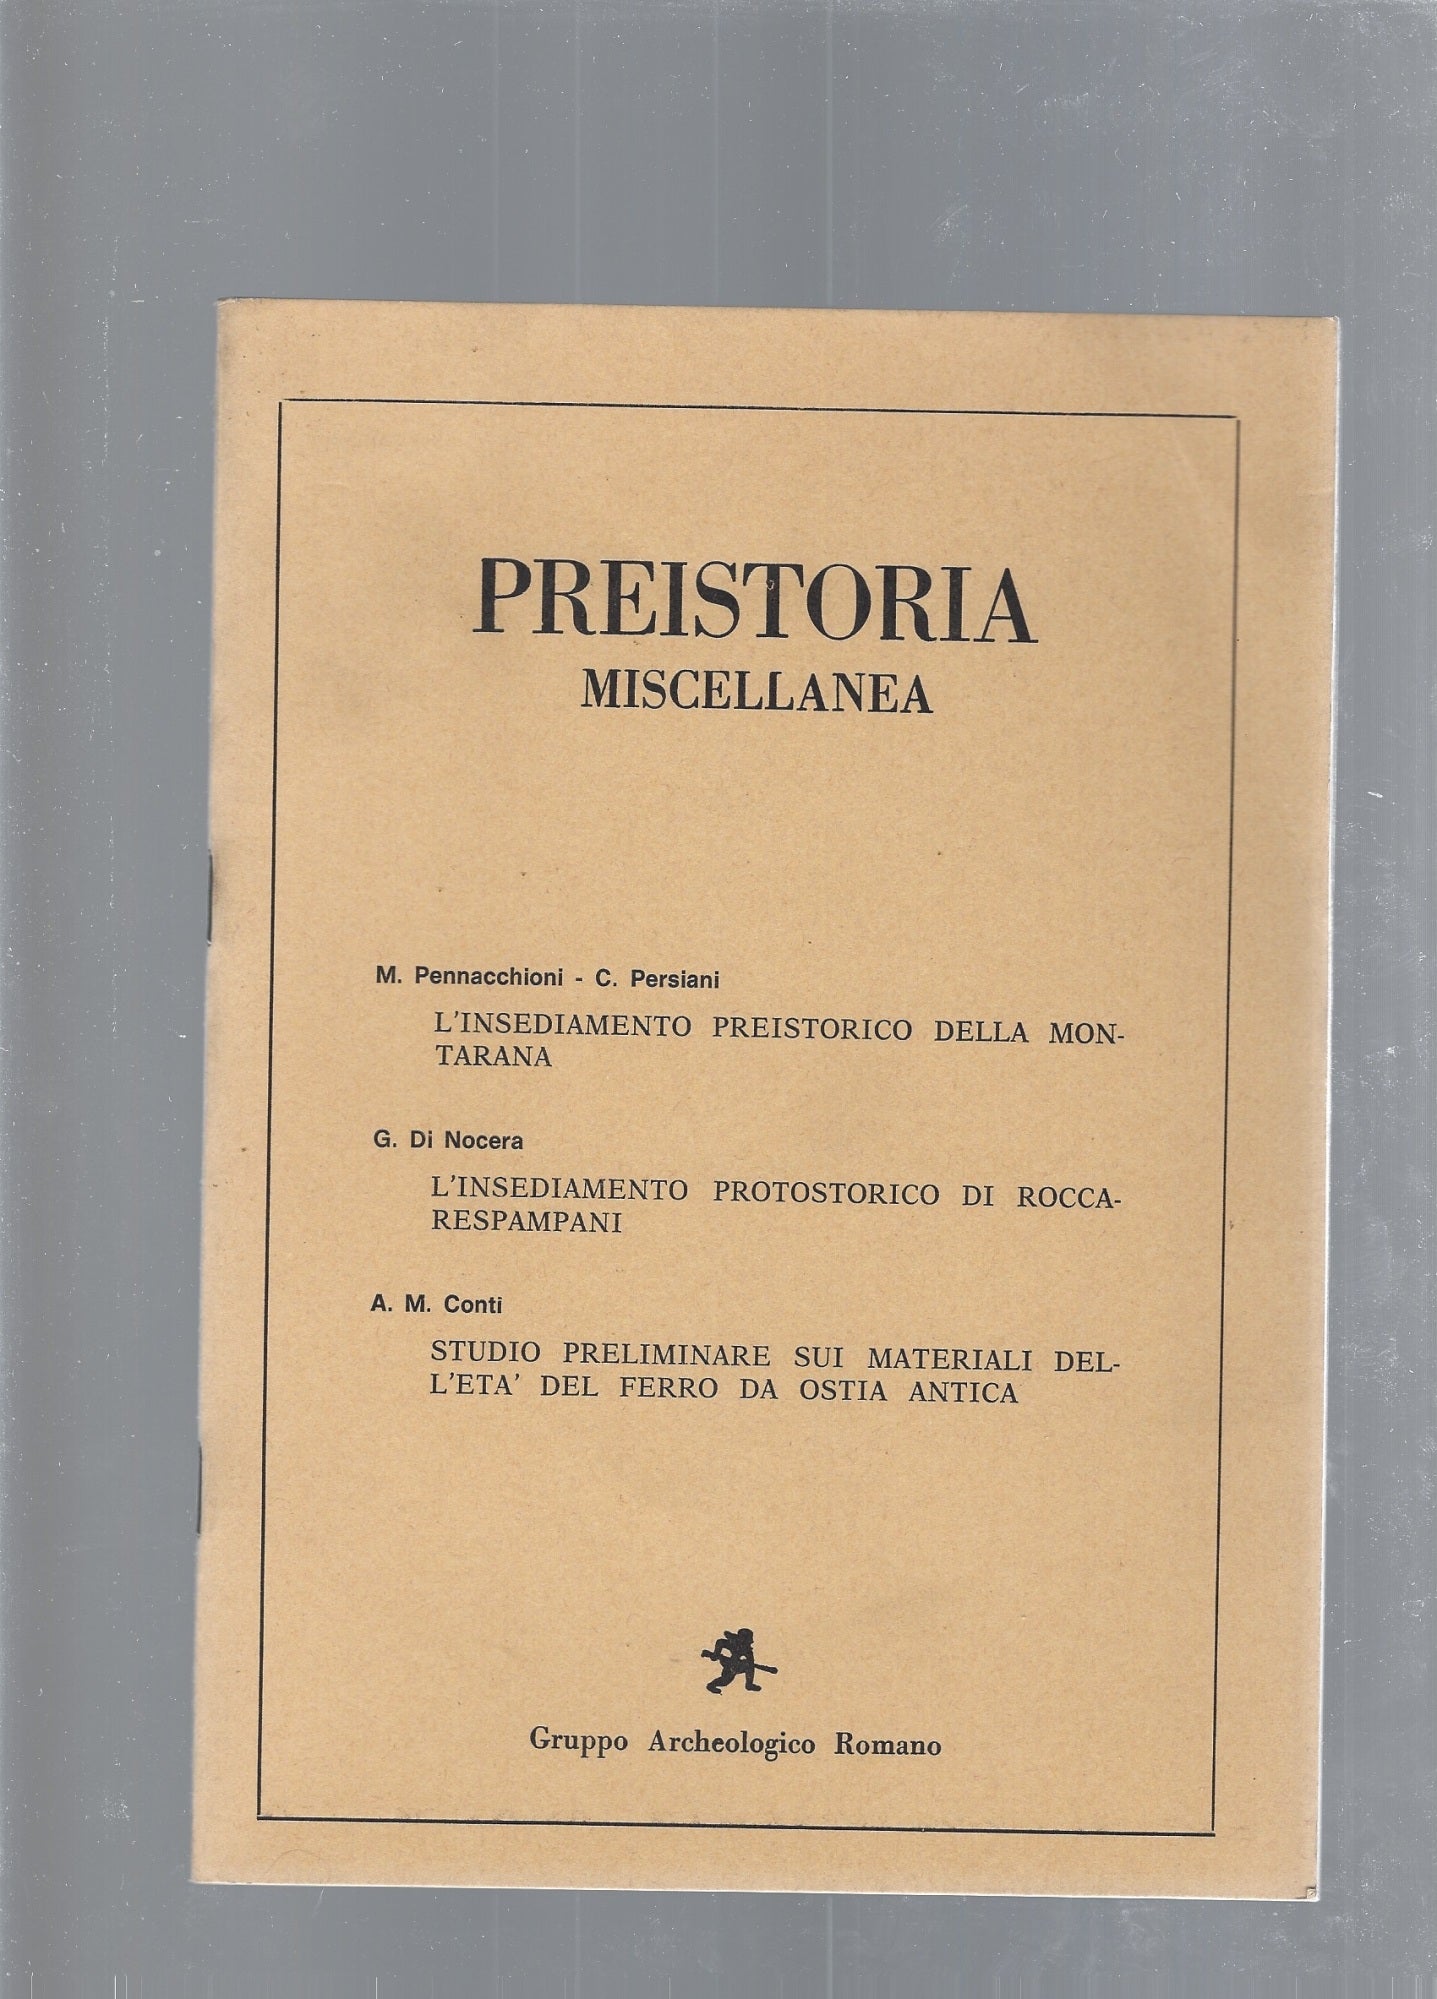 PREISTORIA
MISCELLANEA
M. Pennacchioni - C. Persiani
L'INSEDIAMENTO PREISTORICO DELLA MON-
TARANA
G. Di Nocera
L'INSEDIAMENTO PROTOSTORICO DI ROCCA-
RESPAMPANI
A. M. Conti
STUDIO PRELIMINARE SUI MATERIALI DEL-
L'ETA' DEL FERRO DA OSTIA ANTICA
Gruppo Archeologico Romano